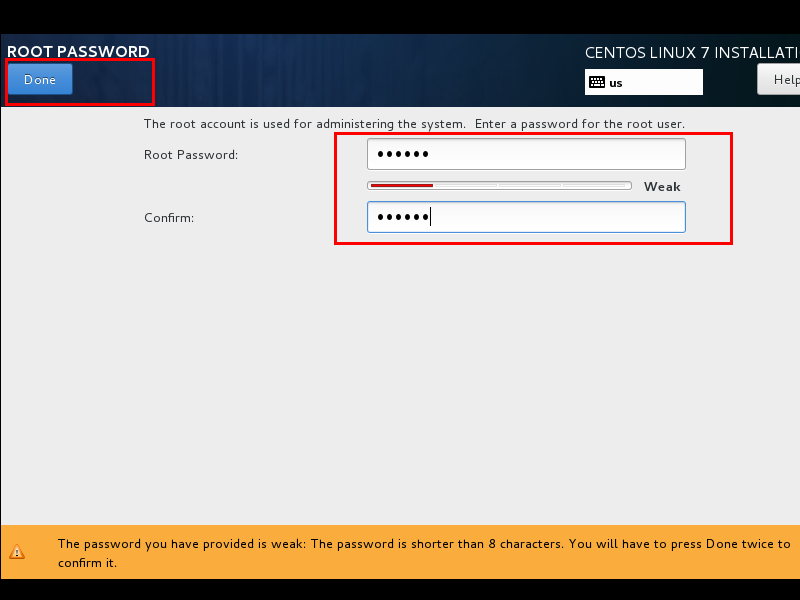 ROOT PASSWORD
CENTOS LINUX 7 INSTALLATI
Done
us
Help
The root account is used for administering the system. Enter a password for the root user.
Root Password: ●●●●●●
Weak
Confirm: ●●●●●●
The password you have provided is weak: The password is shorter than 8 characters. You will have to press Done twice to
confirm it.